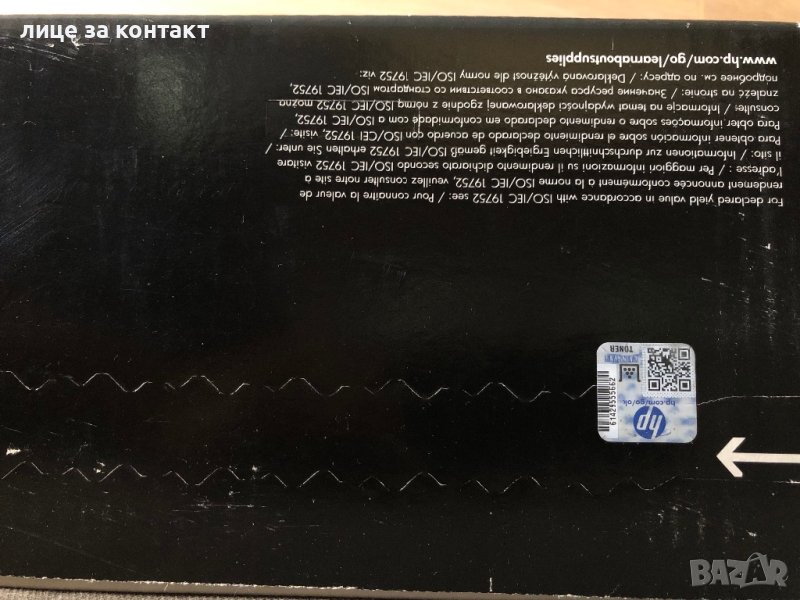 лице за контакт
For declared yield value in accordance with ISO/IEC 19752 see: / Pour connaître la valeur de
rendement annoncée conformément a la norme ISO/IEC 19752, veuillez consulter notre site à
l'adresse : / Per maggiori informazioni su il rendimento dichiarato secondo ISO/IEC 19752 visitare
il sito: / Informationen zur durchschnittlichen Ergiebigkeit gemäß ISO/IEC 19752 erhalten Sie unter: /
Para obtener información sobre el rendimiento declarado de acuerdo con ISO/CEI 19752, visite: /
Para obter informações sobre o rendimento declarado em conformidade com a ISO/IEC 19752,
consulte: / Informacje na temat wydajności deklarowanej zgodnie z normą ISO/IEC 19752 można
znaleźć na stronie: / Значение ресурса указано в соответствии со стандартом ISO/IEC 19752,
подробнее см. по адресу: / Deklarovaná výtěžnost dle normy ISO/IEC 19752 viz:
www.hp.com/go/learnaboutsupplies
hp
hp.com/go/ok
TONER
61429555662
BAZAR